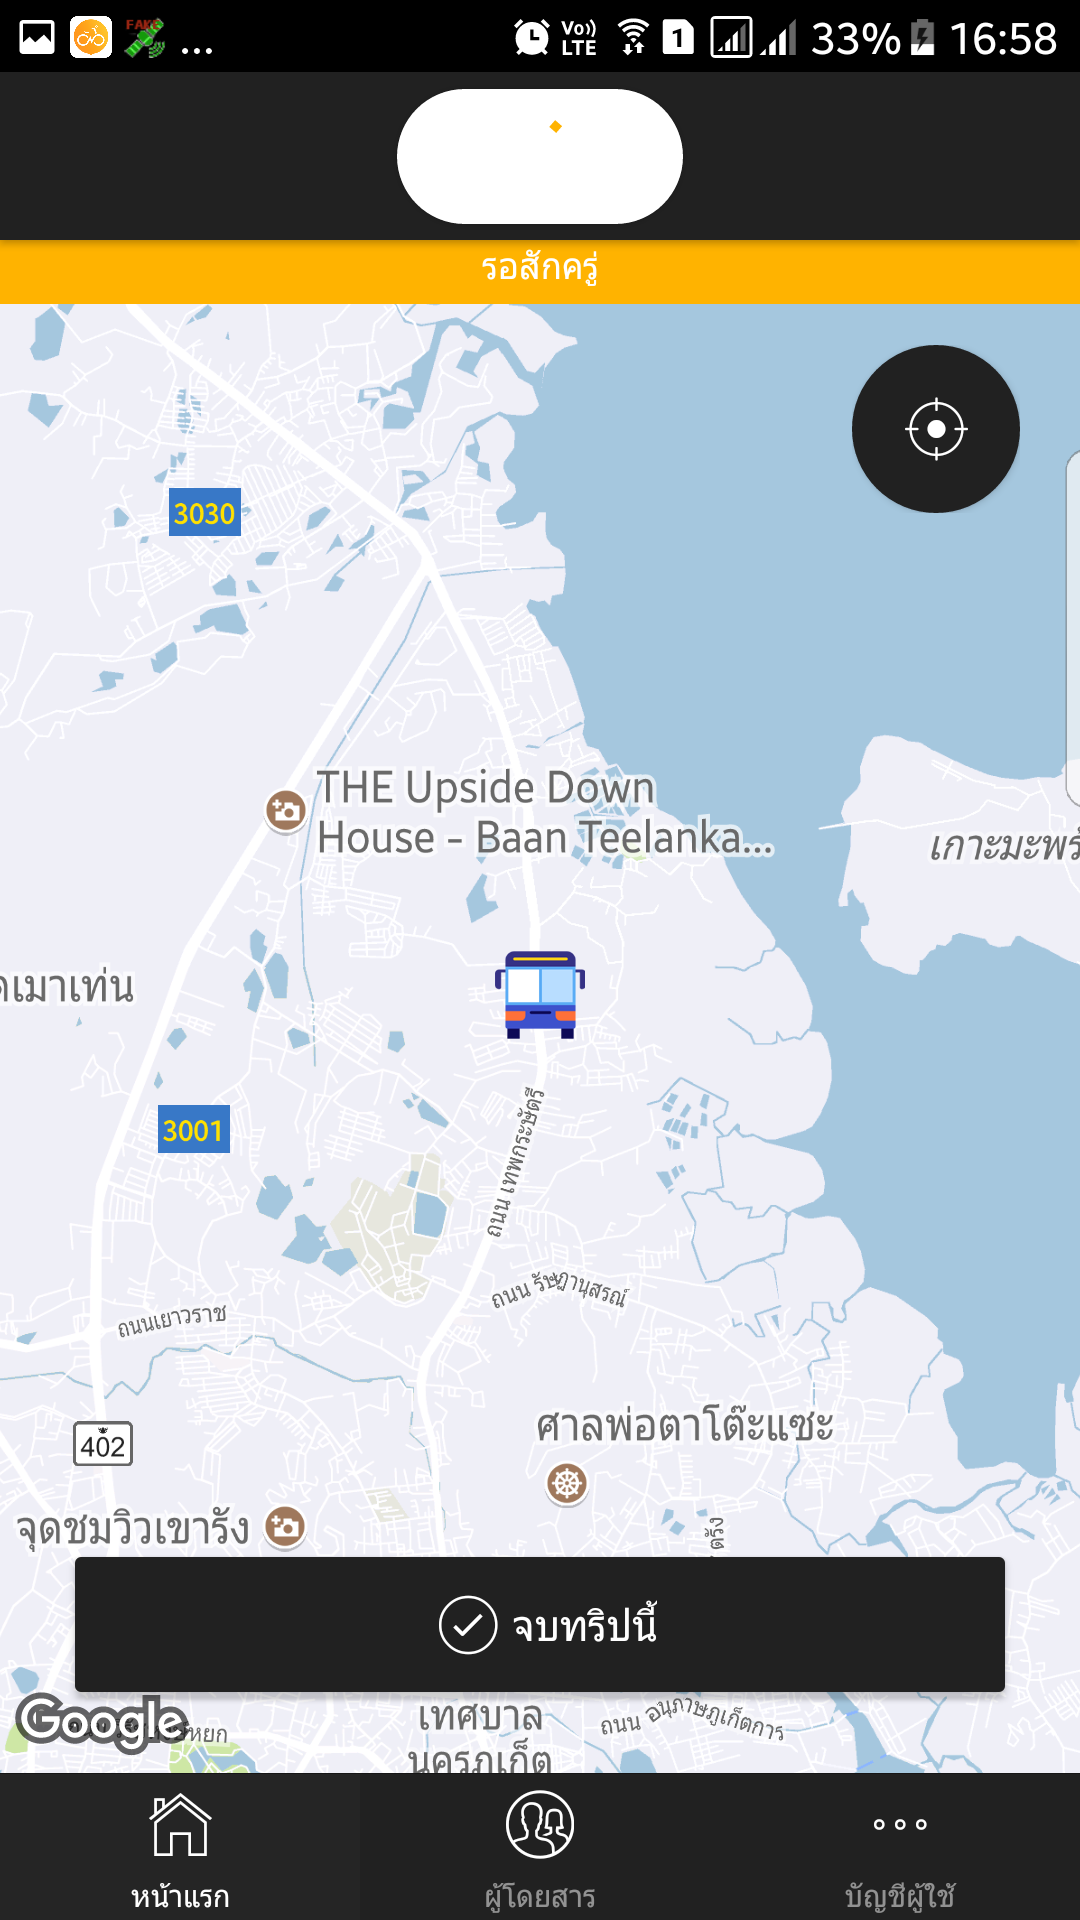 FAKE
...
Vo))
LTE
1
33%
16:58
รอสักครู่
3030
THE Upside Down
House - Baan Teelanka...
เกาะมะพร้
ดเมาเท่น
3001
ถนน เทพกระษัตรี
ถนน รัษฎานุสรณ์
ถนนเยาวราช
ศาลพ่อตาโต๊ะแซะ
402
จุดชมวิวเขารัง
จบทริปนี้
Google
เทศบาล
นครภูเก็ต
ถนน อนุภาษภูเก็ตการ
หน้าแรก
ผู้โดยสาร
บัญชีผู้ใช้